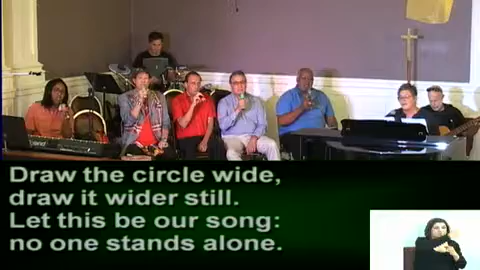 Draw the circle wide,
draw it wider still.
Let this be our song:
no one stands alone.